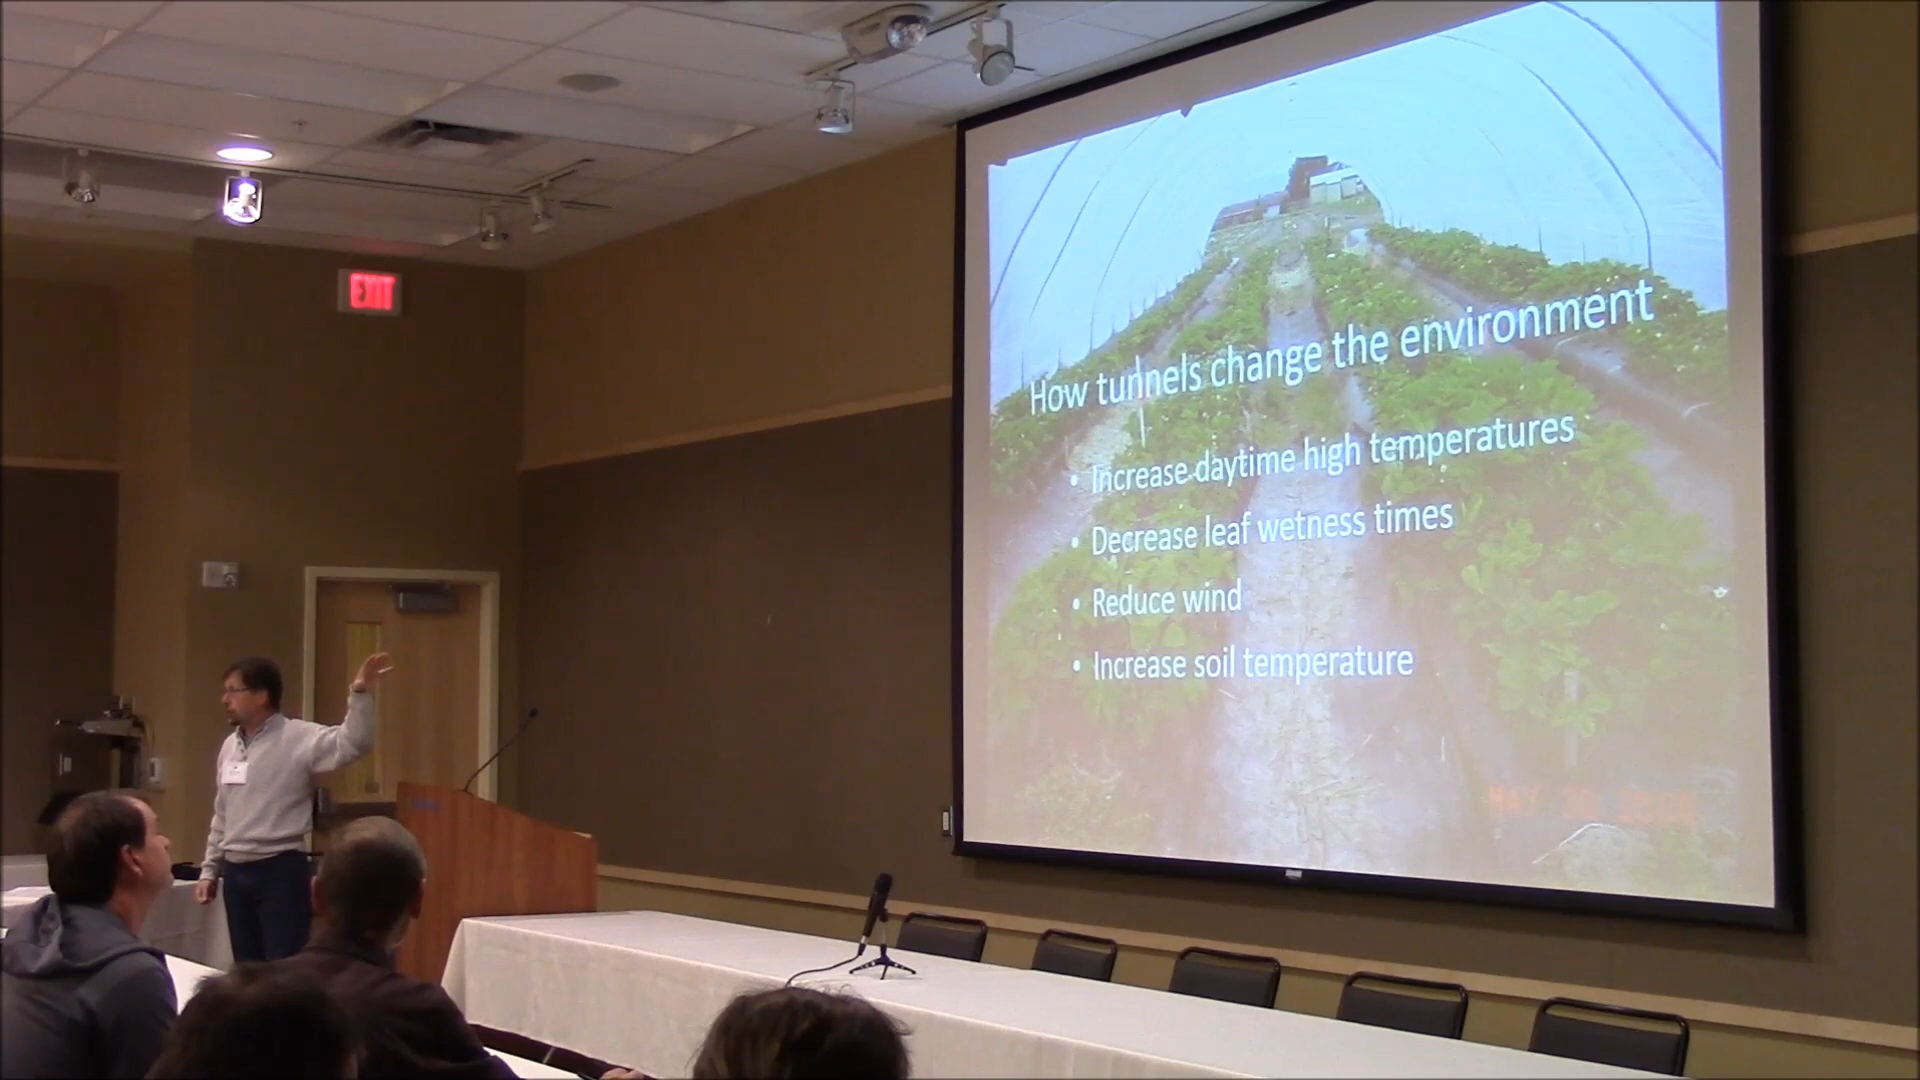 EXIT
How tunnels change the environment
• Increase daytime high temperatures
• Decrease leaf wetness times
• Reduce wind
• Increase soil temperature